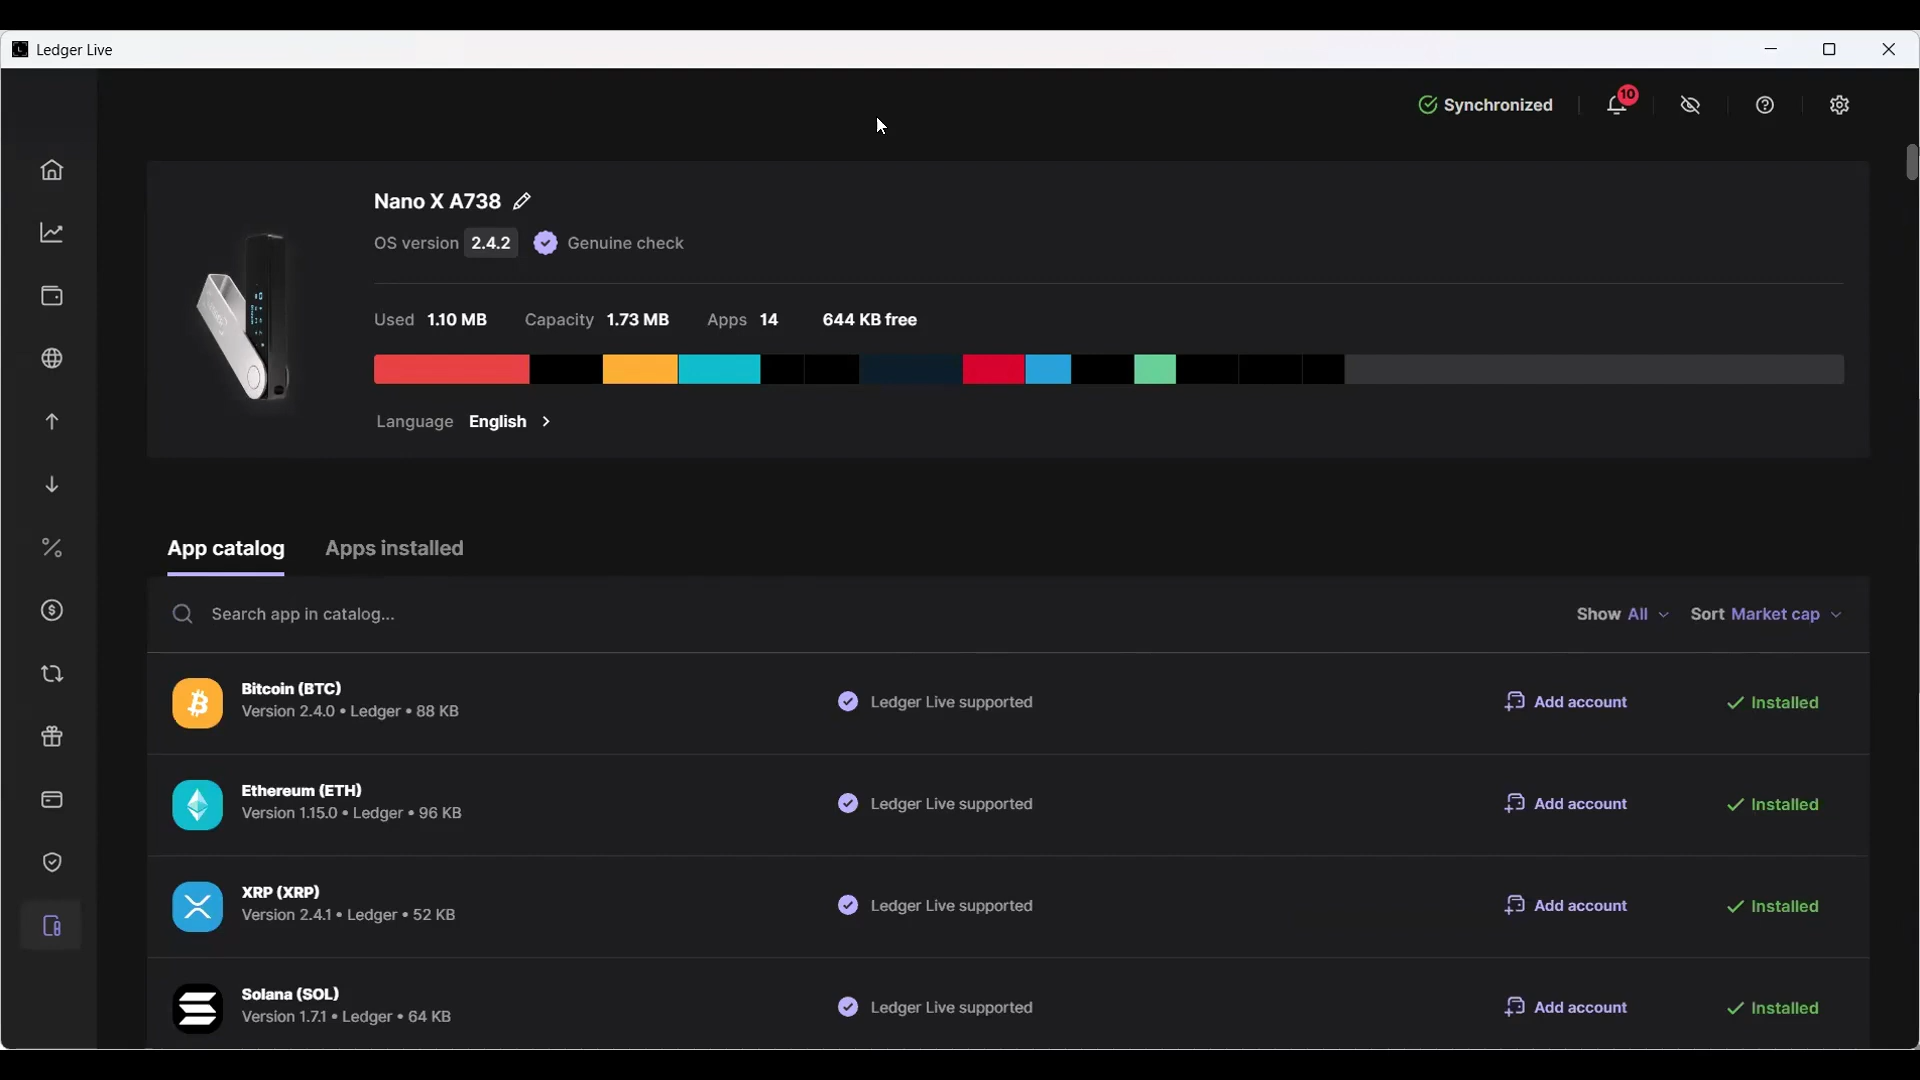 Ledger Live
Synchronized
10
Nano X A738
OS version 2.4.2 Genuine check
Used 1.10 MB Capacity 1.73 MB Apps 14 644 KB free
Language English
App catalog Apps installed
Search app in catalog... Show All Sort Market cap
Bitcoin (BTC)
Version 2.4.0 • Ledger • 88 KB
Ledger Live supported Add account Installed
Ethereum (ETH)
Version 1.15.0 • Ledger • 96 KB
Ledger Live supported Add account Installed
XRP (XRP)
Version 2.4.1 • Ledger • 52 KB
Ledger Live supported Add account Installed
Solana (SOL)
Version 1.7.1 • Ledger • 64 KB
Ledger Live supported Add account Installed